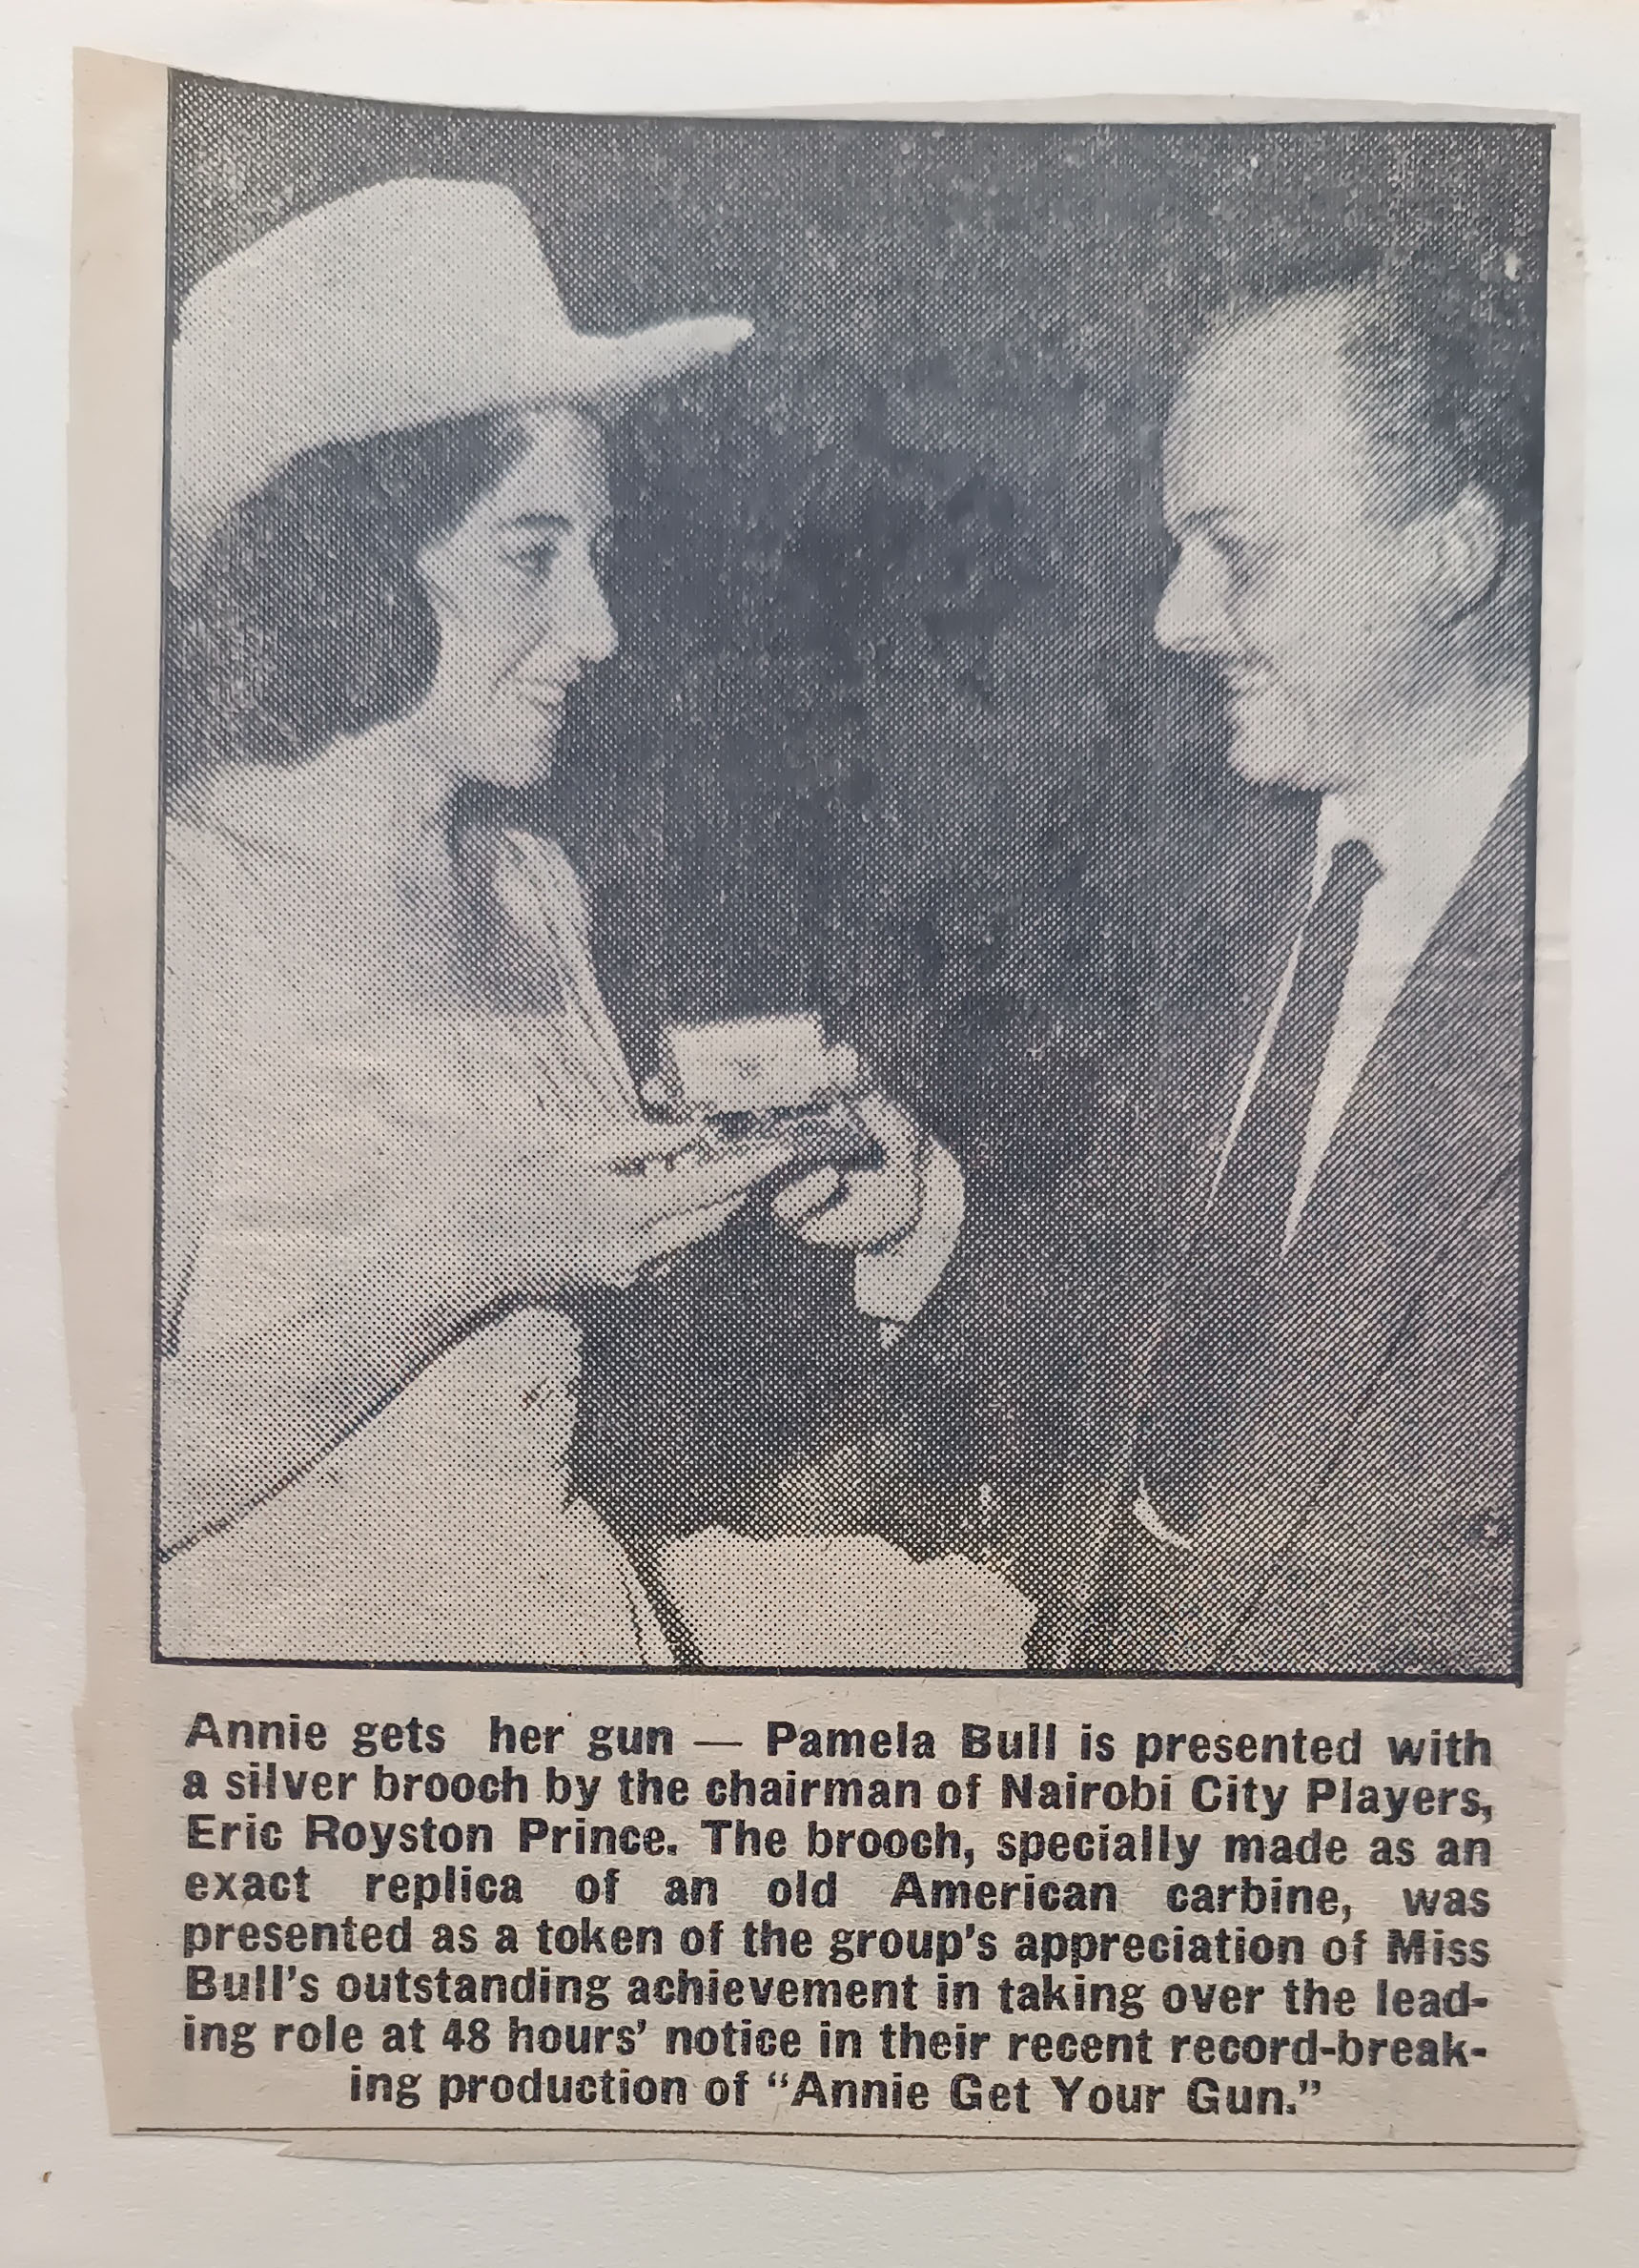 Annie gets her gun — Pamela Bull is presented with
a silver brooch by the chairman of Nairobi City Players,
Eric Royston Prince. The brooch, specially made as an
exact replica of an old American carbine, was
presented as a token of the group's appreciation of Miss
Bull's outstanding achievement in taking over the lead-
ing role at 48 hours' notice in their recent record-break-
ing production of “Annie Get Your Gun.”